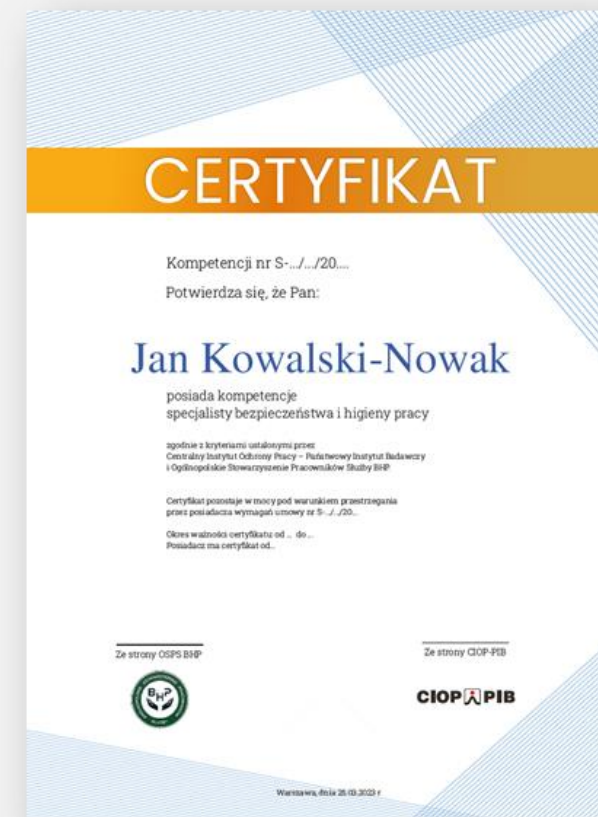 CERTYFIKAT
Kompetencji nr S-.../.../20....
Potwierdza się, że Pan:
Jan Kowalski-Nowak
posiada kompetencje
specjalisty bezpieczeństwa i higieny pracy
zgodnie z kryteriami ustalonymi przez
Centralny Instytut Ochrony Pracy – Państwowy Instytut Badawczy
i Ogólnopolskie Stowarzyszenie Pracowników Służby BHP
Certyfikat pozostaje w mocy pod warunkiem przestrzegania
przez posiadacza wymagań umowy nr S-../../20...
Okres ważności certyfikatu od ... do ...
Posiadacz ma certyfikat od...
Ze strony OSPS BHP
Ze strony CIOP-PIB
BHP
CIOP PIB
Warszawa, dnia 28.03.2023 r